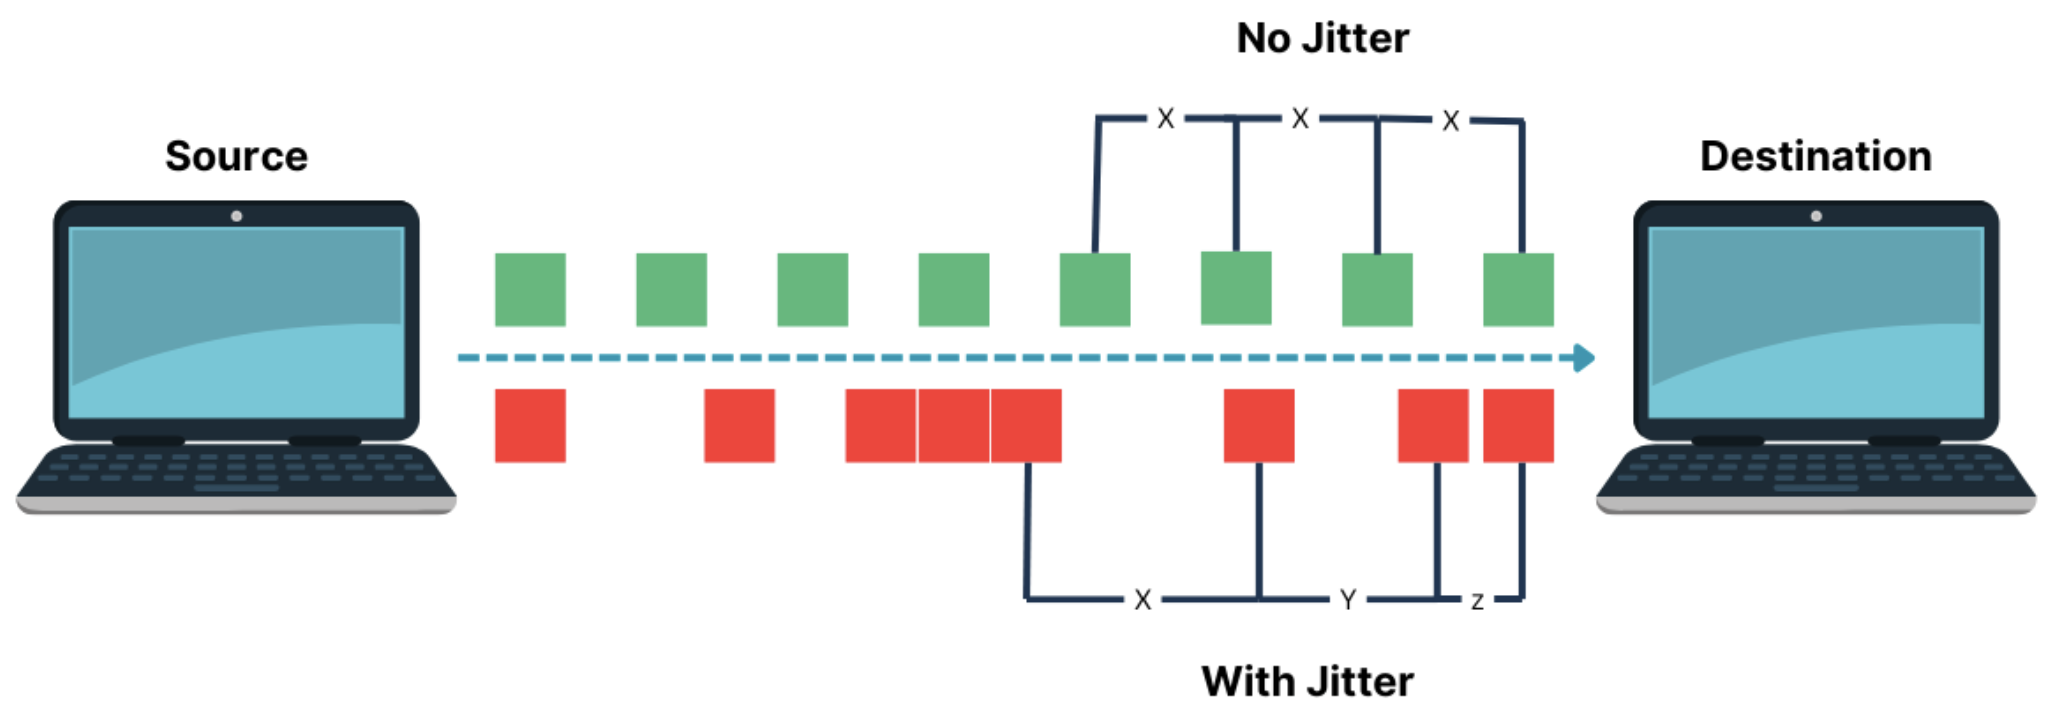 No Jitter
X X X
Source
Destination
X Y z
With Jitter